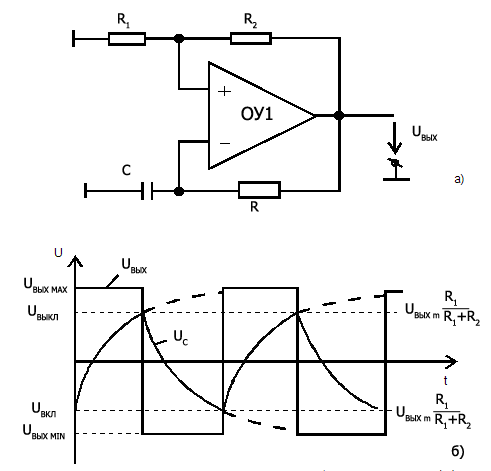 R1 R2
+
ОУ1
−
UВЫХ
C
R
а)
U
UВЫХ MAX
UВЫХ
UВЫКЛ
UВЫХ m R1/R1+R2
UC
t
UВКЛ
UВЫХ m R1/R1+R2
UВЫХ MIN
б)